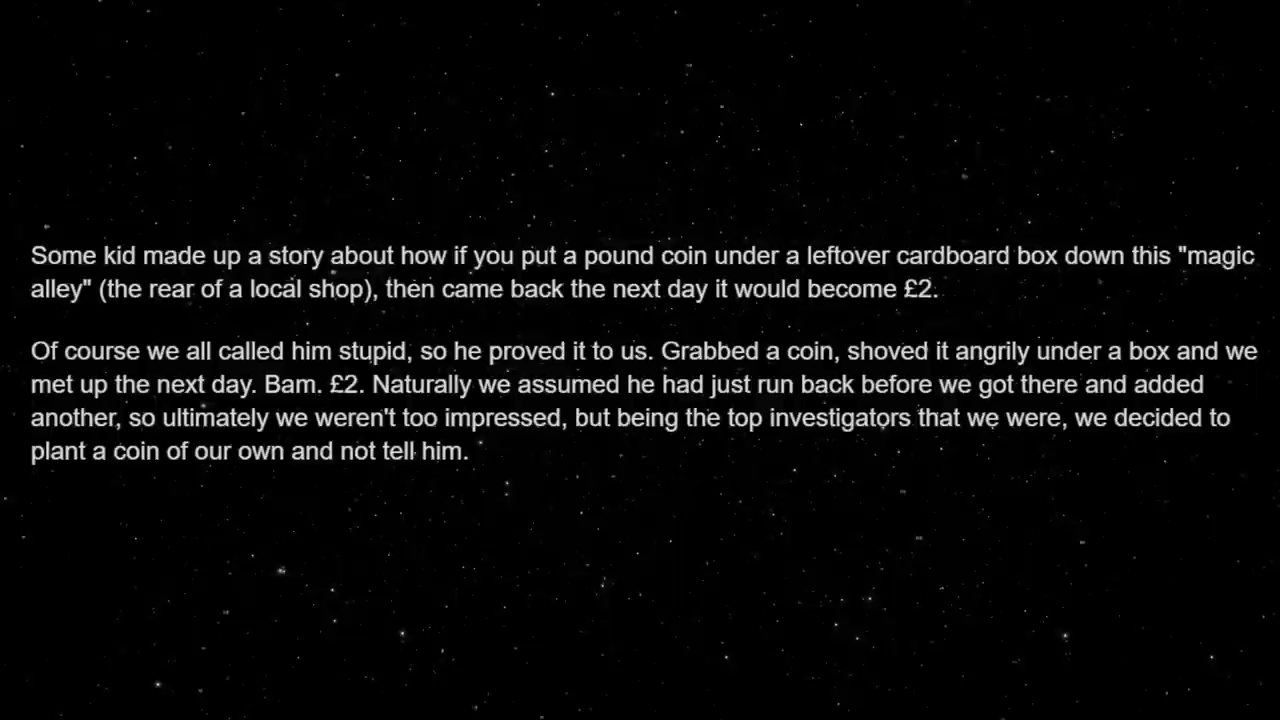 Some kid made up a story about how if you put a pound coin under a leftover cardboard box down this "magic
alley" (the rear of a local shop), then came back the next day it would become £2.
Of course we all called him stupid, so he proved it to us. Grabbed a coin, shoved it angrily under a box and we
met up the next day. Bam. £2. Naturally we assumed he had just run back before we got there and added
another, so ultimately we weren't too impressed, but being the top investigators that we were, we decided to
plant a coin of our own and not tell him.